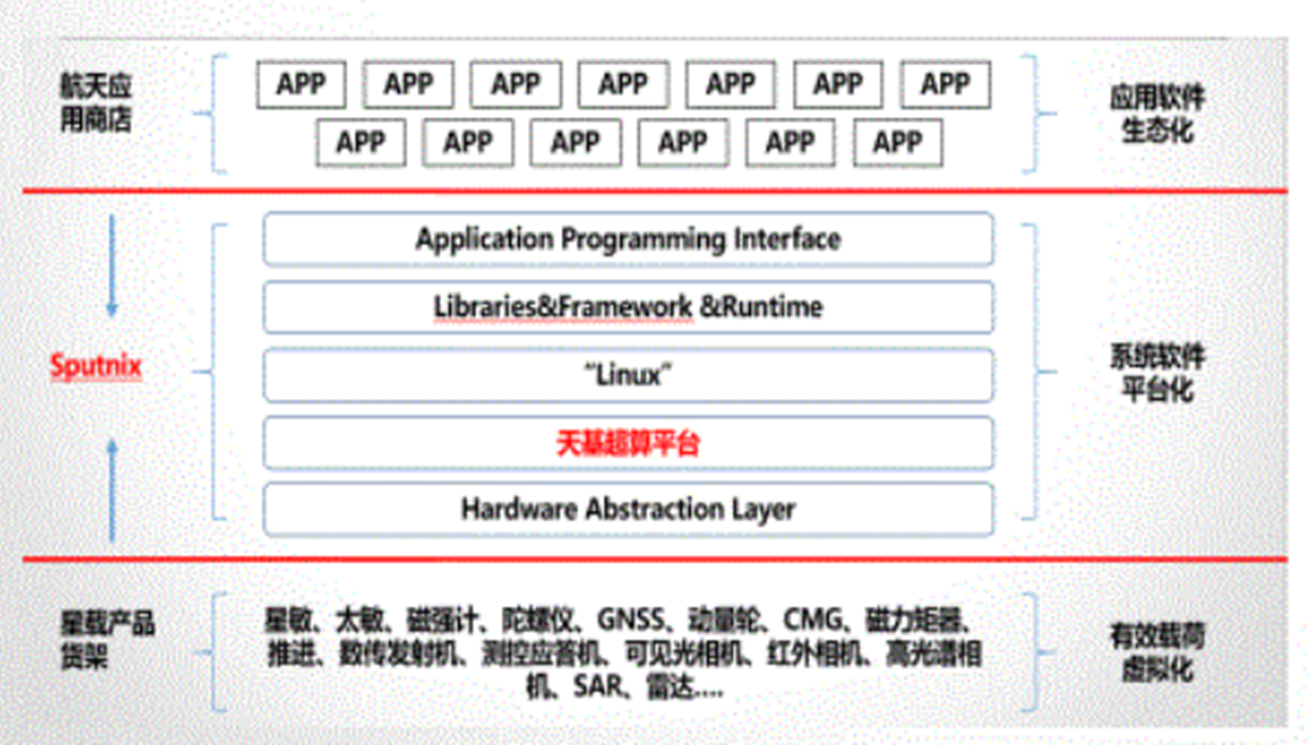 航天应
用商店
APP APP APP APP APP APP APP
APP APP APP APP APP APP
应用软件
生态化
Sputnix
Application Programming Interface
Libraries&Framework &Runtime
“Linux”
天基超算平台
Hardware Abstraction Layer
系统软件
平台化
星载产品
货架
星敏、太敏、磁强计、陀螺仪、GNSS、动量轮、CMG、磁力矩器、
推进、数传发射机、测控应答机、可见光相机、红外相机、高光谱相
机、SAR、雷达....
有效载荷
虚拟化